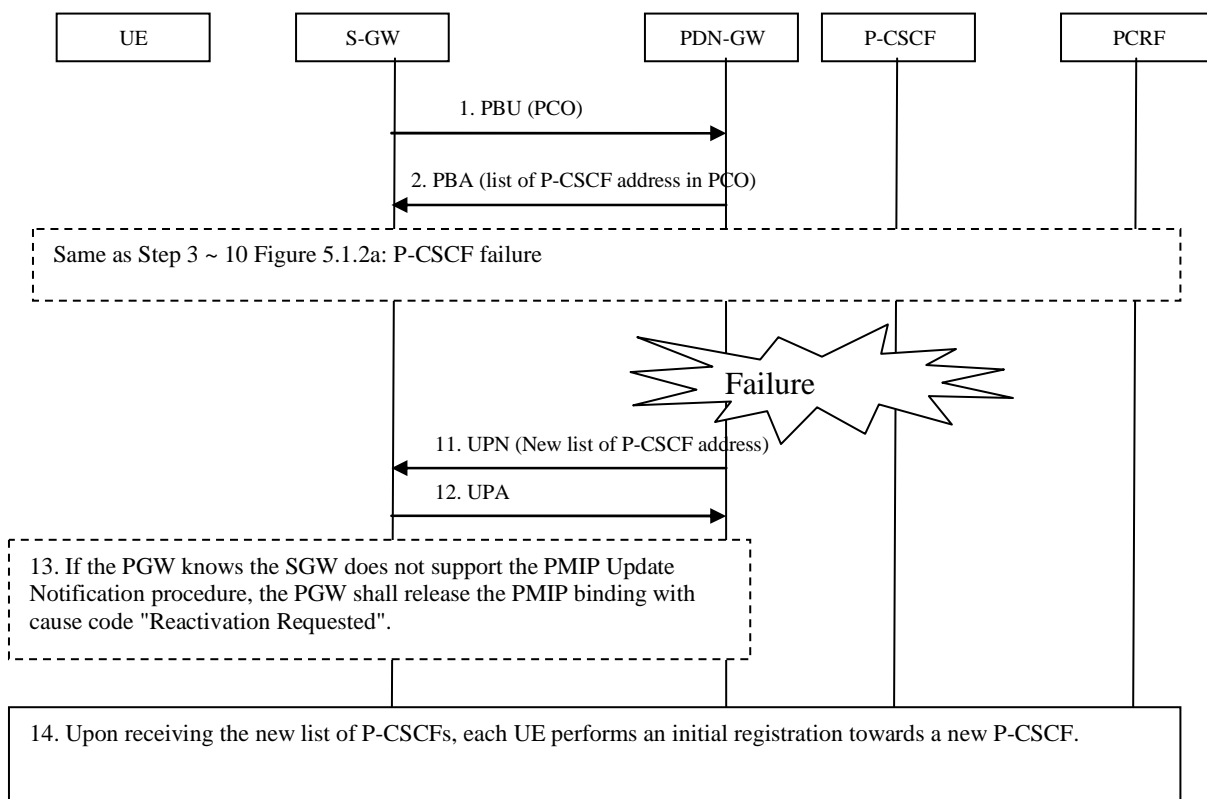 UE
S-GW
PDN-GW
P-CSCF
PCRF
1. PBU (PCO)
2. PBA (list of P-CSCF address in PCO)
Same as Step 3 ~ 10 Figure 5.1.2a: P-CSCF failure
Failure
11. UPN (New list of P-CSCF address)
12. UPA
13. If the PGW knows the SGW does not support the PMIP Update
Notification procedure, the PGW shall release the PMIP binding with
cause code "Reactivation Requested".
14. Upon receiving the new list of P-CSCFs, each UE performs an initial registration towards a new P-CSCF.